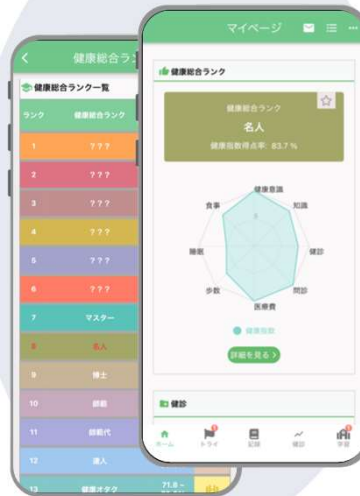 健康総合ラン
健康総合ランク一覧
ランク 健康総合ランク
1 ???
2 ???
3 ???
4 ???
5 ???
6 ???
7 マスター
8 名人
9 博士
10 師範
11 師範代
12 達人
13 健康オタク 71.8 ~
マイページ
健康総合ランク
健康総合ランク
名人
健康指数得点率: 83.7 %
健康意識
知識
健診
問診
医療費
歩数
睡眠
食事
健康指数
詳細を見る
健診
ホーム トライ 記録 健診 学習